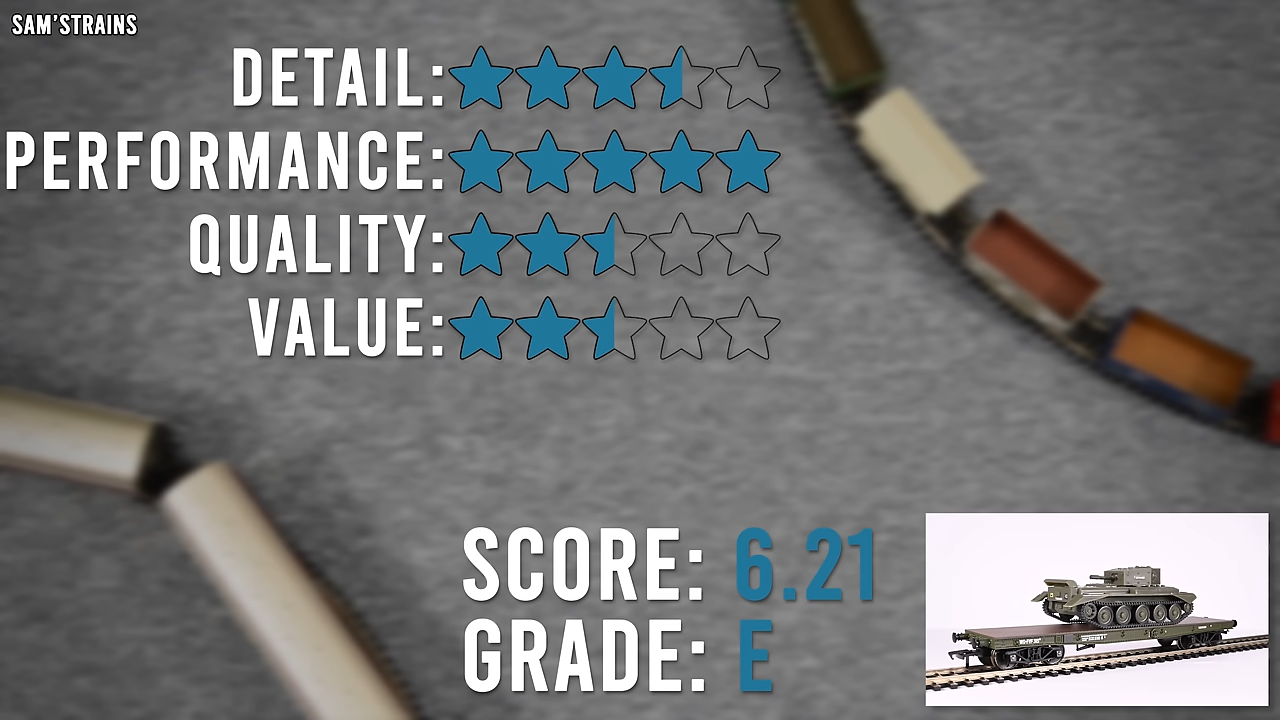 SAM'STRAINS
DETAIL:
PERFORMANCE:
QUALITY:
VALUE:
SCORE: 6.21
GRADE: E